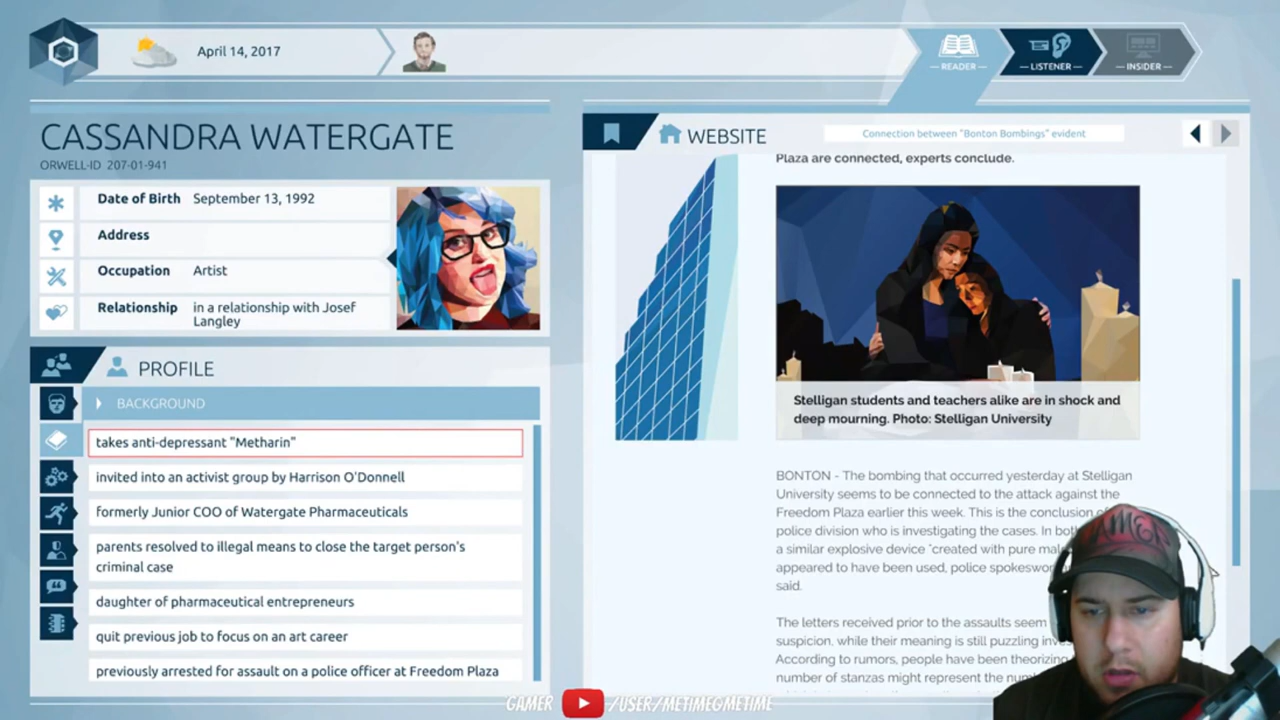 April 14, 2017
READER
LISTENER
INSIDER
CASSANDRA WATERGATE
ORWELL-ID 207-01-941
Date of Birth September 13, 1992
Address
Occupation Artist
Relationship in a relationship with Josef
Langley
PROFILE
BACKGROUND
takes anti-depressant "Metharin"
invited into an activist group by Harrison O'Donnell
formerly Junior COO of Watergate Pharmaceuticals
parents resolved to illegal means to close the target person's
criminal case
daughter of pharmaceutical entrepreneurs
quit previous job to focus on an art career
previously arrested for assault on a police officer at Freedom Plaza
WEBSITE
Connection between "Bonton Bombings" evident
Plaza are connected, experts conclude.
Stelligan students and teachers alike are in shock and
deep mourning. Photo: Stelligan University
BONTON - The bombing that occurred yesterday at Stelligan
University seems to be connected to the attack against the
Freedom Plaza earlier this week. This is the conclusion
police division who is investigating the cases. In
a similar explosive device "created with pure
appeared to have been used, police
said.
The letters received prior to the assaults seem
suspicion, while their meaning is still puzzling
According to rumors, people have been theorizing
number of stanzas might represent the
GAMER
GAMER /USER/METIMEGMETIME